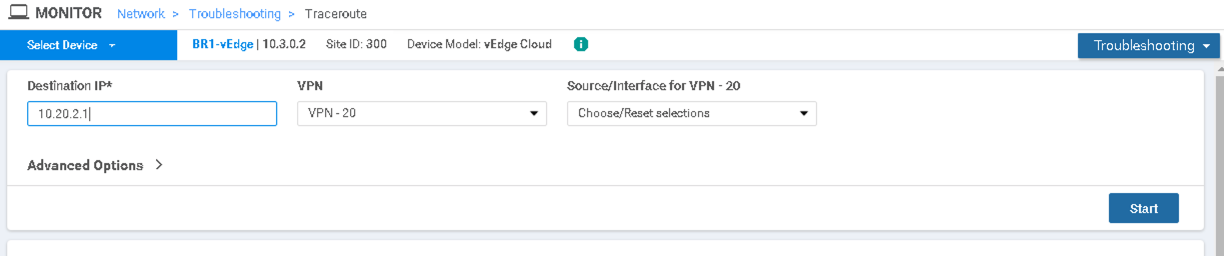 MONITOR Network > Troubleshooting > Traceroute
Select Device BR1-vEdge | 10.3.0.2 Site ID: 300 Device Model: vEdge Cloud i Troubleshooting
Destination IP* VPN Source/Interface for VPN - 20
10.20.2.1 VPN - 20 Choose/Reset selections
Advanced Options >
Start